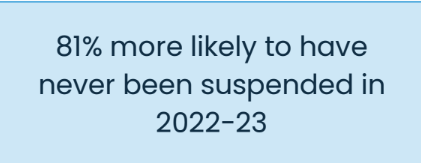 81% more likely to have
never been suspended in
2022-23